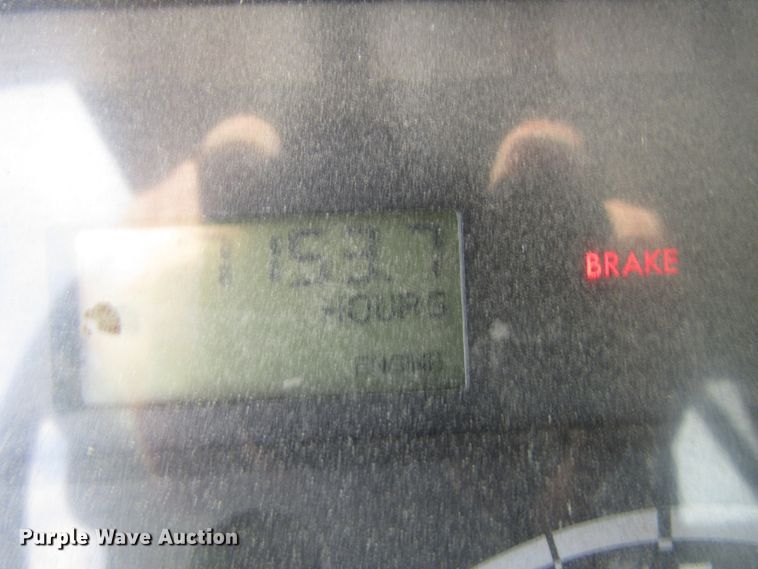 1153.7
HOURS
BRAKE
ENGINE
Purple Wave Auction